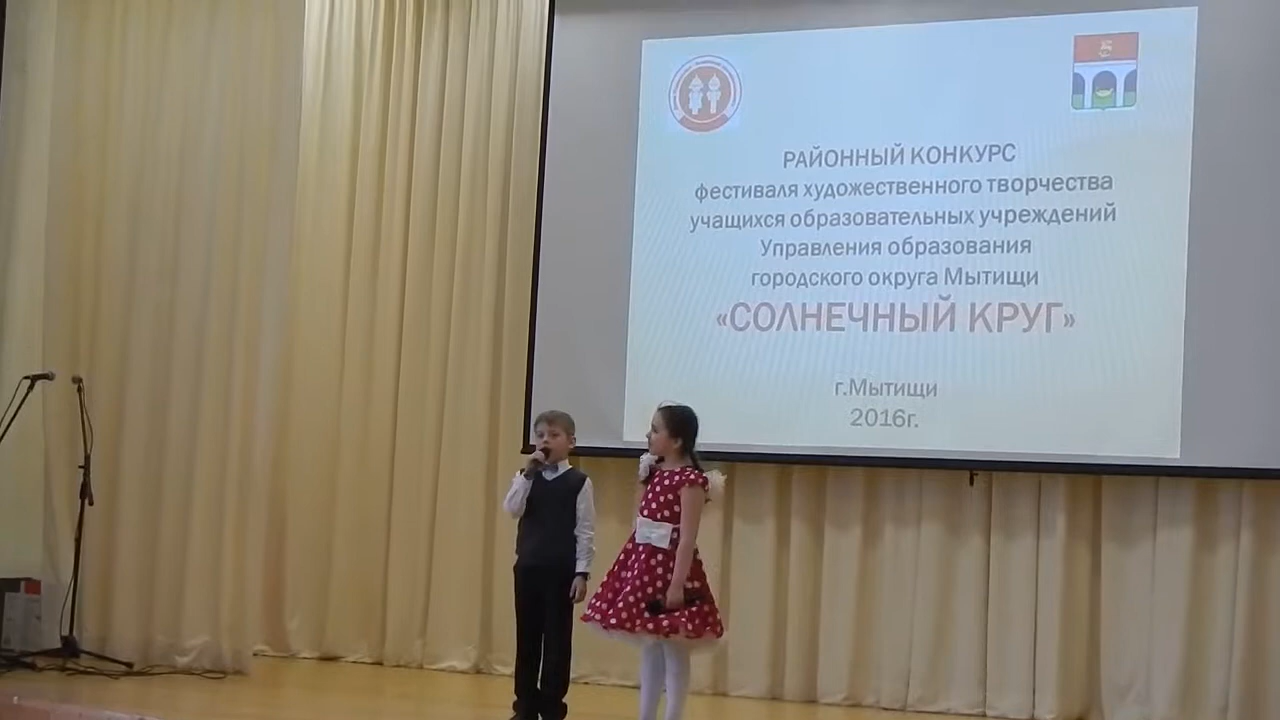 РАЙОННЫЙ КОНКУРС
фестиваля художественного творчества
учащихся образовательных учреждений
Управления образования
городского округа Мытищи
«СОЛНЕЧНЫЙ КРУГ»
г.Мытищи
2016г.